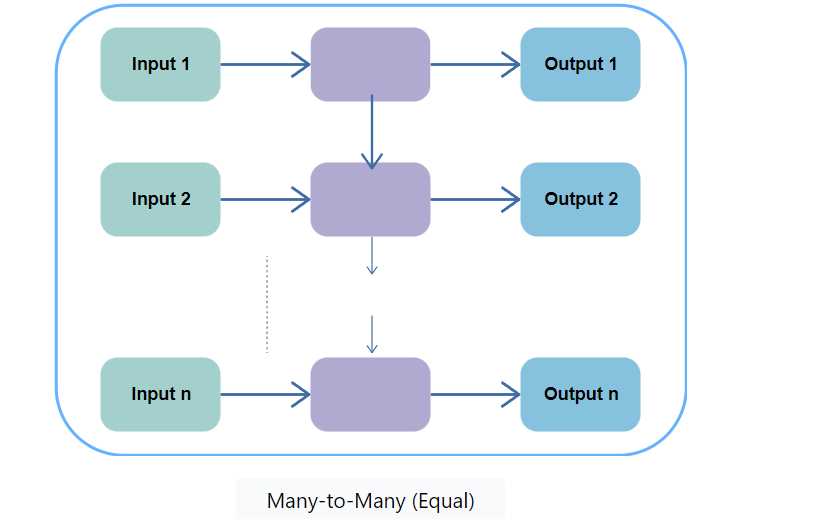 Input 1
Output 1
Input 2
Output 2
Input n
Output n
Many-to-Many (Equal)